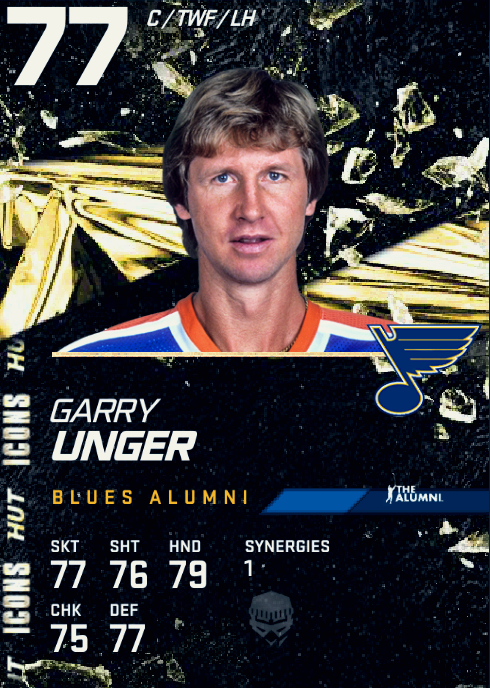 77
C / TWF / LH
GARRY
UNGER
BLUES ALUMNI
THE
ALUMNI
SKT SHT HND SYNERGIES
77 76 79 1
CHK DEF
75 77
HUT
ICONS
HUT
ICONS